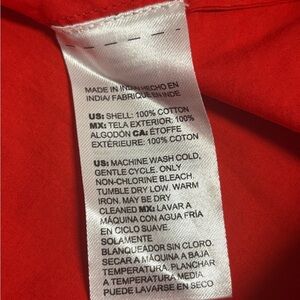 MADE IN INDIA/HECHO EN
INDIA/ FABRIQUÉ EN INDE
US: SHELL: 100% COTTON
MX: TELA EXTERIOR: 100%
ALGODÓN CA: ÉTOFFE
EXTÉRIEURE: 100% COTON
US: MACHINE WASH COLD,
GENTLE CYCLE. ONLY
NON-CHLORINE BLEACH.
TUMBLE DRY LOW. WARM
IRON. MAY BE DRY
CLEANED MX: LAVAR A
MÁQUINA CON AGUA FRÍA
EN CICLO SUAVE.
SOLAMENTE
BLANQUEADOR SIN CLORO.
SECAR A MÁQUINA A BAJA
TEMPERATURA. PLANCHAR
A TEMPERATURA MEDIA
PUEDE LAVARSE EN SECO